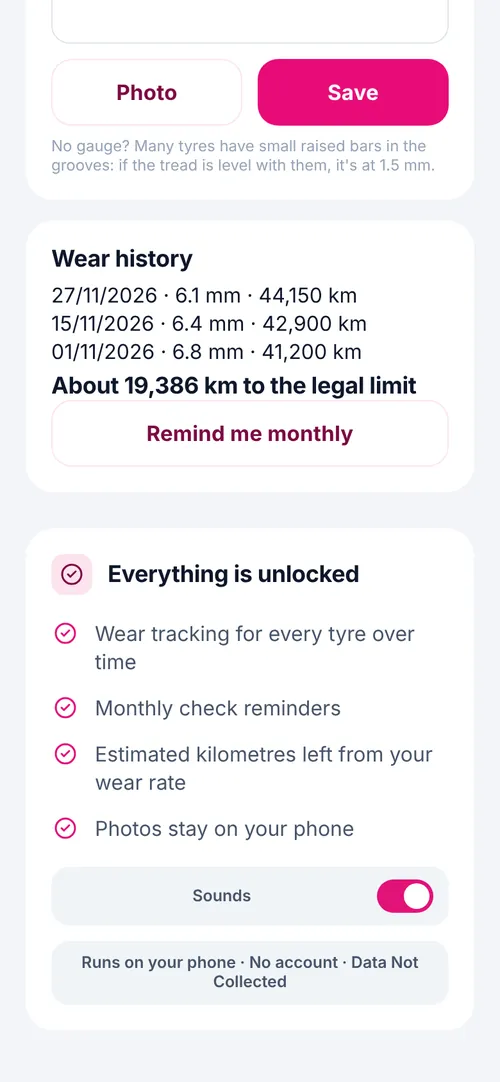 Photo
Save
No gauge? Many tyres have small raised bars in the
grooves: if the tread is level with them, it's at 1.5 mm.
Wear history
27/11/2026 · 6.1 mm · 44,150 km
15/11/2026 · 6.4 mm · 42,900 km
01/11/2026 · 6.8 mm · 41,200 km
About 19,386 km to the legal limit
Remind me monthly
Everything is unlocked
Wear tracking for every tyre over
time
Monthly check reminders
Estimated kilometres left from your
wear rate
Photos stay on your phone
Sounds
Runs on your phone · No account · Data Not
Collected